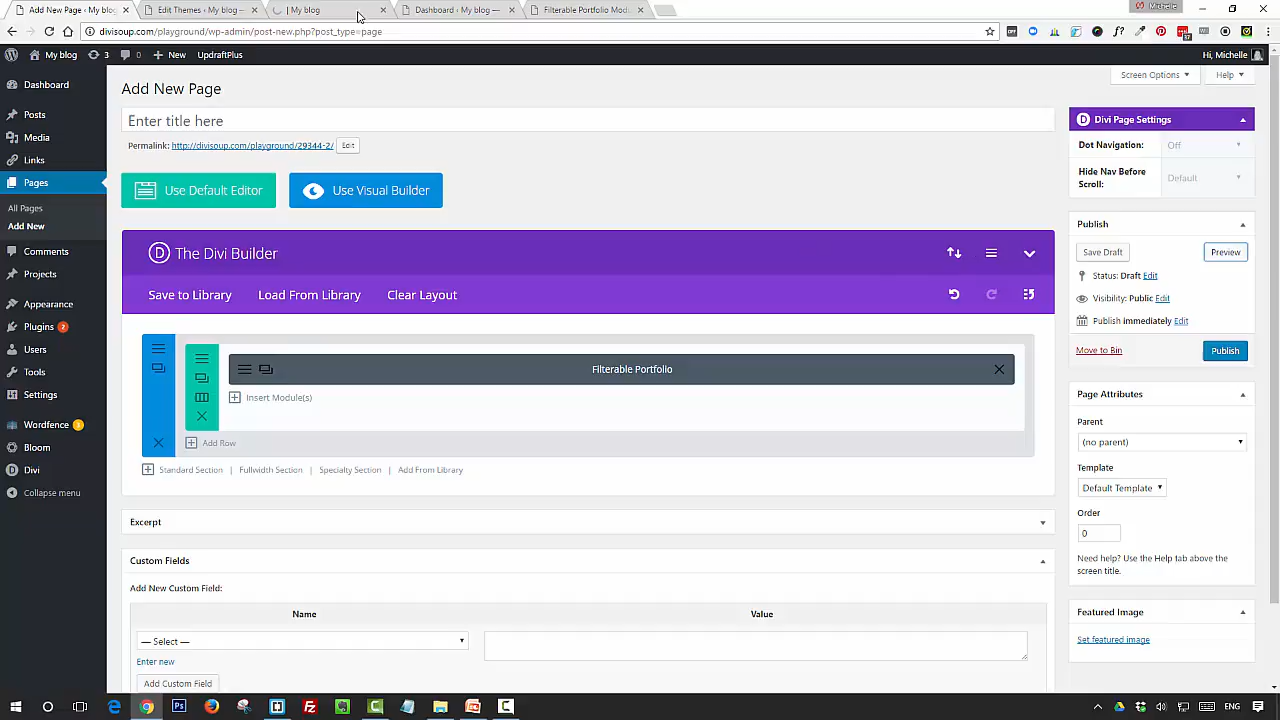 Add New Page ‹ My blog
Edit Themes ‹ My blog —
| My blog
Dashboard ‹ My blog —
Filterable Portfolio Mod
Michelle
divisoup.com/playground/wp-admin/post-new.php?post_type=page
My blog
3
0
New
UpdraftPlus
Hi, Michelle
Dashboard
Posts
Media
Links
Pages
All Pages
Add New
Comments
Projects
Appearance
Plugins 2
Users
Tools
Settings
Wordfence 3
Bloom
Divi
Collapse menu
Add New Page
Screen Options
Help
Enter title here
Permalink: http://divisoup.com/playground/29344-2/ Edit
Use Default Editor
Use Visual Builder
The Divi Builder
Save to Library
Load From Library
Clear Layout
Filterable Portfolio
Insert Module(s)
Add Row
Standard Section | Fullwidth Section | Specialty Section | Add From Library
Excerpt
Custom Fields
Add New Custom Field:
Name
Value
— Select —
Enter new
Add Custom Field
Divi Page Settings
Dot Navigation: Off
Hide Nav Before Default
Scroll:
Publish
Save Draft
Preview
Status: Draft Edit
Visibility: Public Edit
Publish immediately Edit
Move to Bin
Publish
Page Attributes
Parent
(no parent)
Template
Default Template
Order
0
Need help? Use the Help tab above the
screen title.
Featured Image
Set featured image
ENG